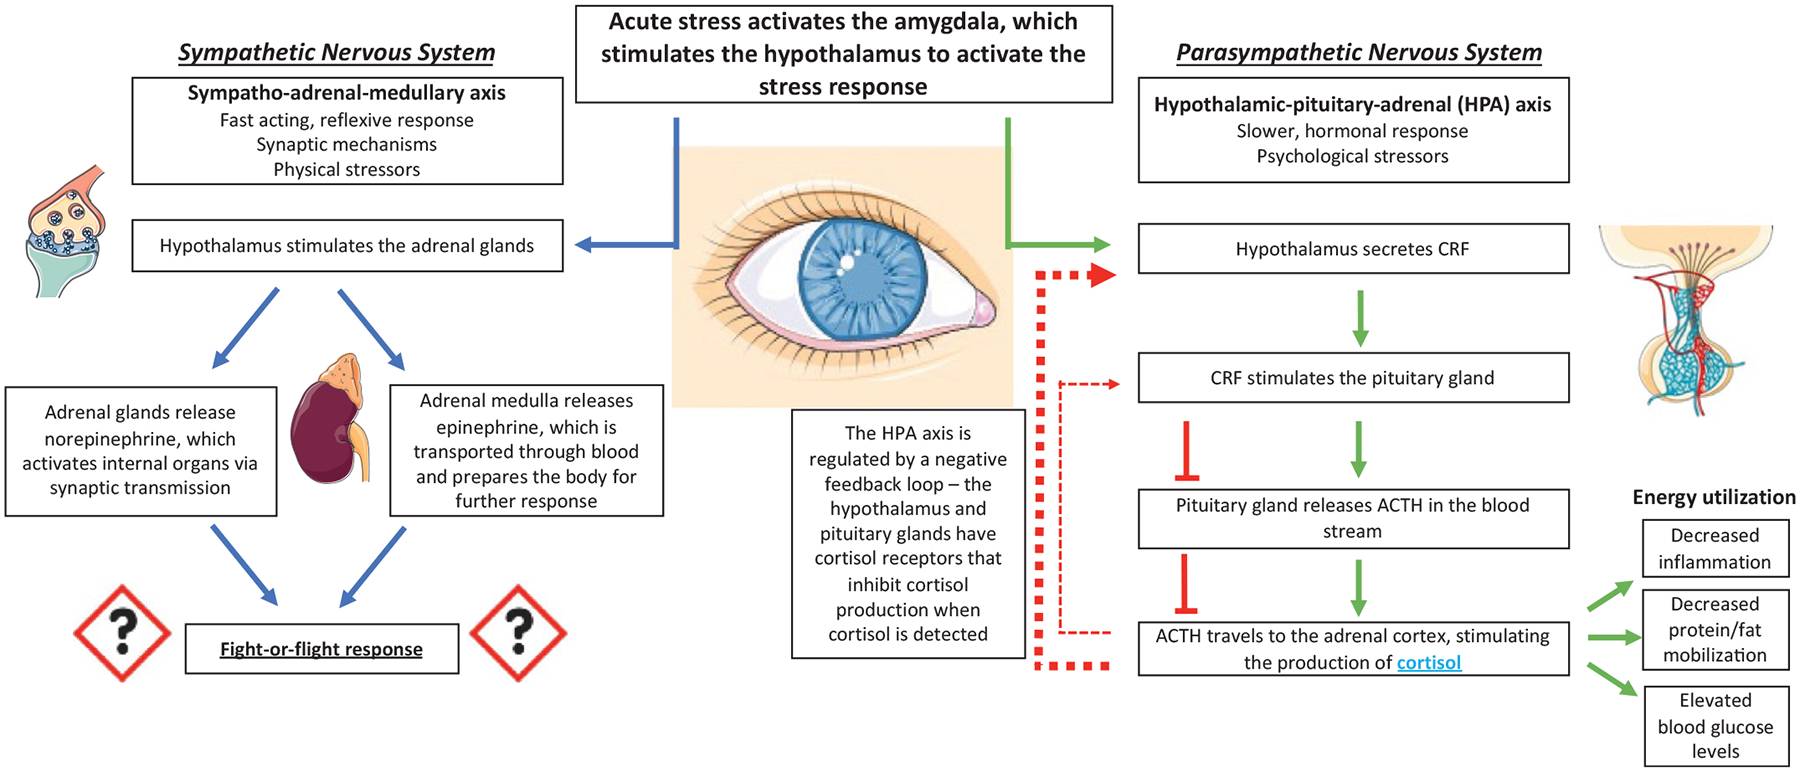 Acute stress activates the amygdala, which
stimulates the hypothalamus to activate the
stress response
Sympathetic Nervous System
Sympatho-adrenal-medullary axis
Fast acting, reflexive response
Synaptic mechanisms
Physical stressors
Hypothalamus stimulates the adrenal glands
Adrenal glands release
norepinephrine, which
activates internal organs via
synaptic transmission
Adrenal medulla releases
epinephrine, which is
transported through blood
and prepares the body for
further response
?
Fight-or-flight response
?
The HPA axis is
regulated by a negative
feedback loop – the
hypothalamus and
pituitary glands have
cortisol receptors that
inhibit cortisol
production when
cortisol is detected
Parasympathetic Nervous System
Hypothalamic-pituitary-adrenal (HPA) axis
Slower, hormonal response
Psychological stressors
Hypothalamus secretes CRF
CRF stimulates the pituitary gland
Pituitary gland releases ACTH in the blood
stream
ACTH travels to the adrenal cortex, stimulating
the production of cortisol
Energy utilization
Decreased
inflammation
Decreased
protein/fat
mobilization
Elevated
blood glucose
levels